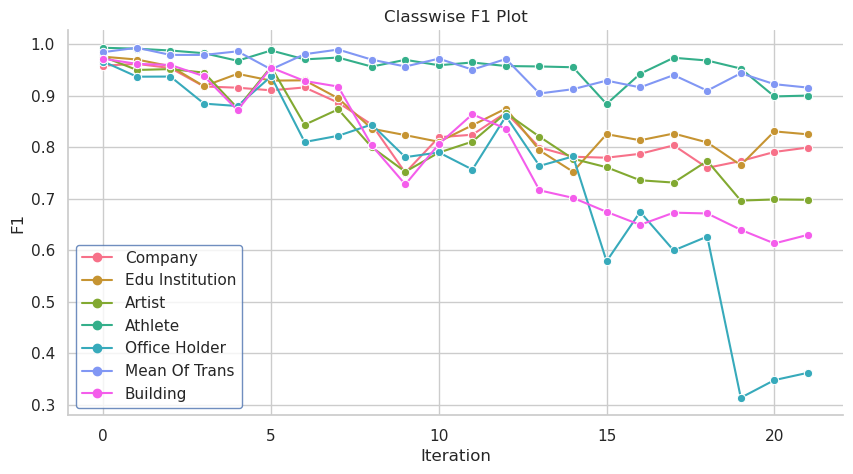 Classwise F1 Plot
1.0
0.9
0.8
0.7
0.6
0.5
0.4
0.3
F1
Company
Edu Institution
Artist
Athlete
Office Holder
Mean Of Trans
Building
0 5 10 15 20
Iteration